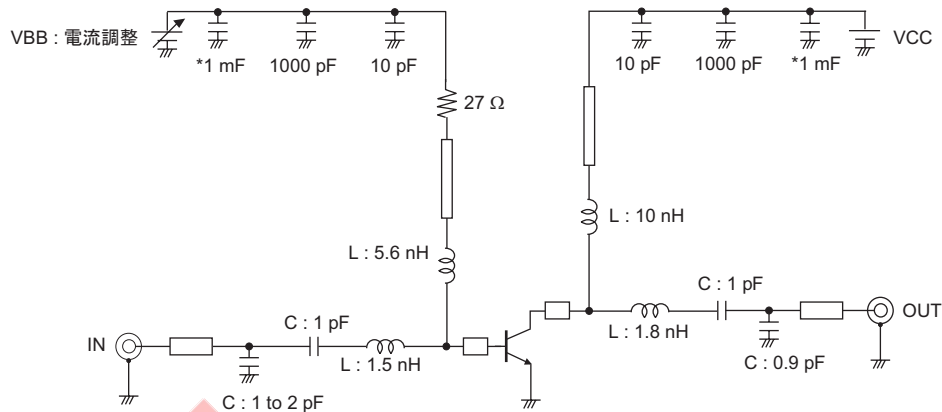 VBB : 電流調整
*1 mF
1000 pF
10 pF
10 pF
1000 pF
*1 mF
VCC
27 Ω
L : 10 nH
L : 5.6 nH
C : 1 pF
C : 1 pF
OUT
IN
L : 1.5 nH
L : 1.8 nH
C : 0.9 pF
C : 1 to 2 pF